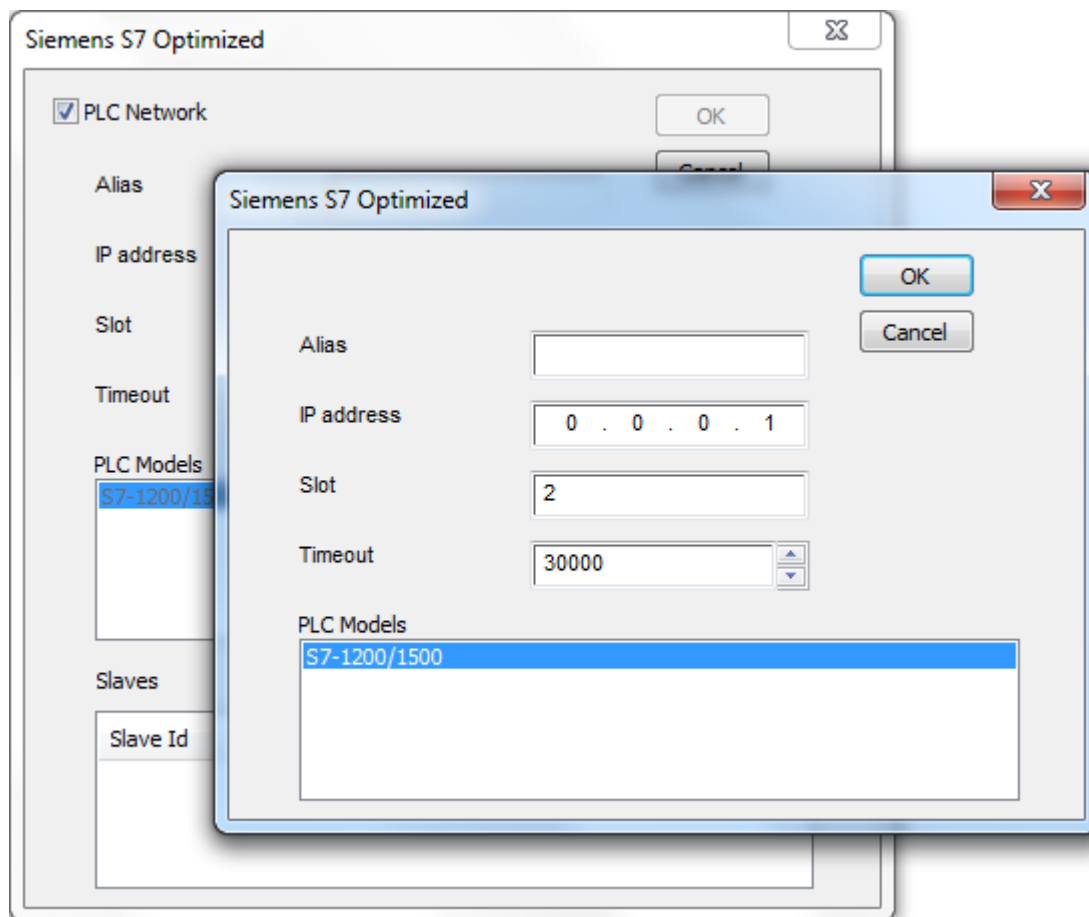 Siemens S7 Optimized
PLC Network
OK
Cancel
Alias
IP address
Slot
Timeout
PLC Models
S7-1200/15
Slaves
Slave Id
Siemens S7 Optimized
OK
Cancel
Alias
IP address
0 . 0 . 0 . 1
Slot
2
Timeout
30000
PLC Models
S7-1200/1500